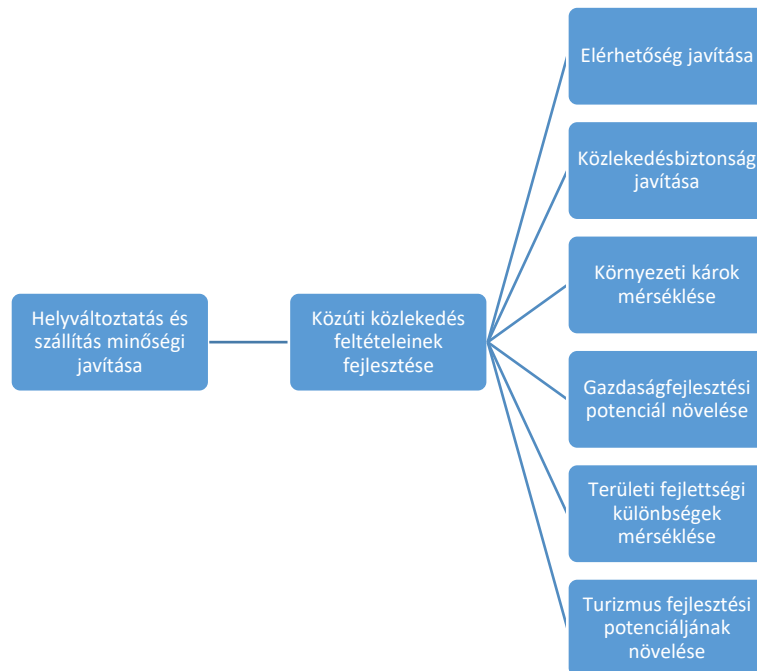 Helyváltoztatás és
szállítás minőségi
javítása
Közúti közlekedés
feltételeinek
fejlesztése
Elérhetőség javítása
Közlekedésbiztonság
javítása
Környezeti károk
mérséklése
Gazdaságfejlesztési
potenciál növelése
Területi fejlettségi
különbségek
mérséklése
Turizmus fejlesztési
potenciáljának
növelése